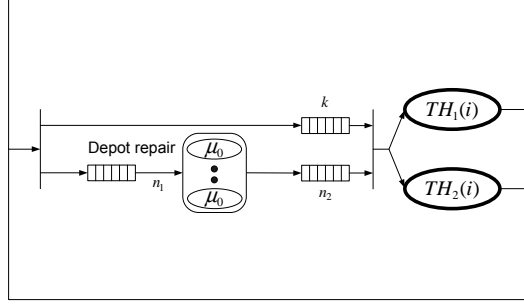 k
TH₁(i)
Depot repair
μ₀
n₁
μ₀
n₂
TH₂(i)